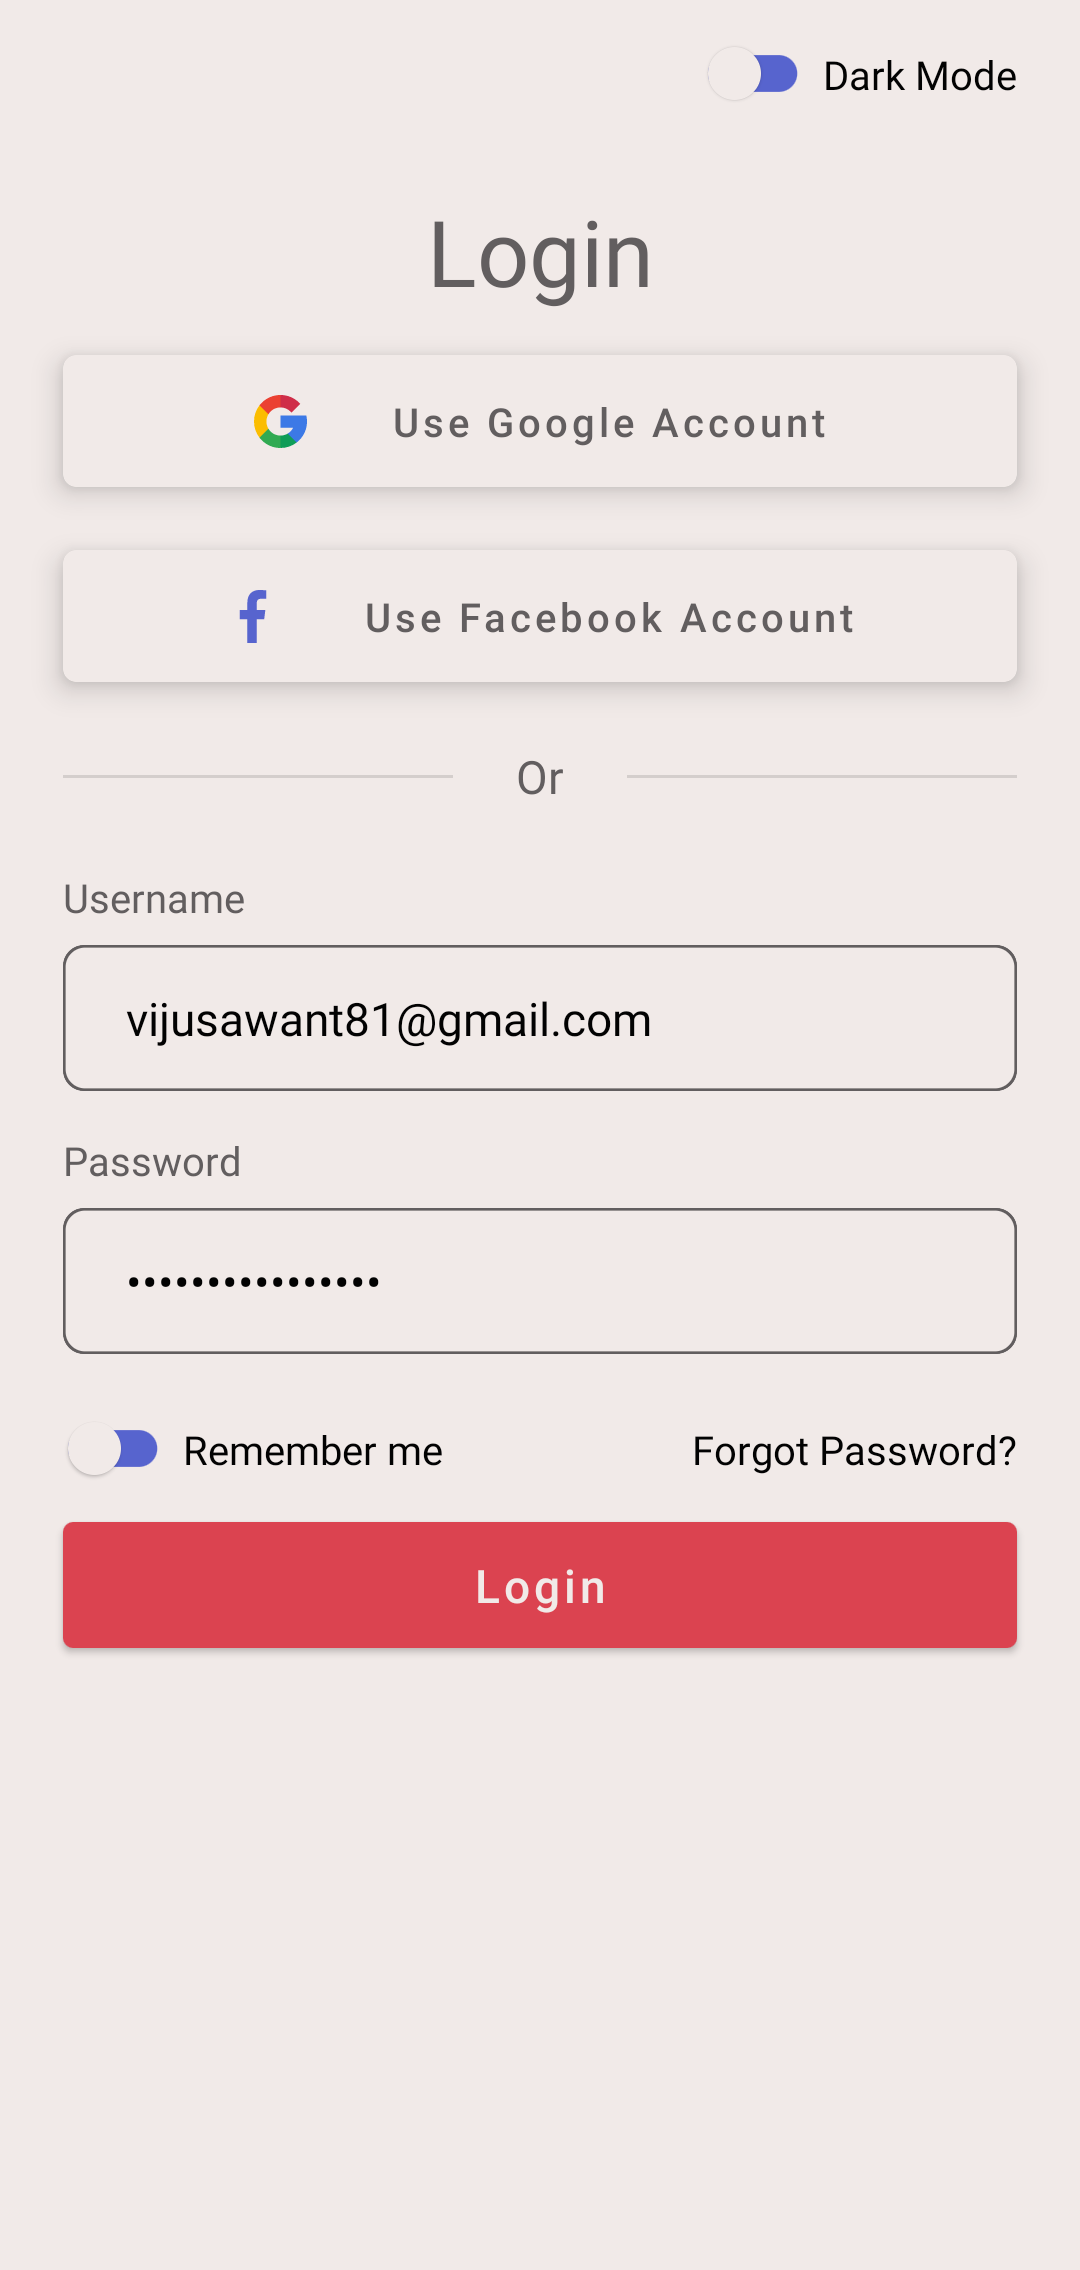 Dark Mode
Login
Use Google Account
Use Facebook Account
Or
Username
vijusawant81@gmail.com
Password
••••••••••••••••
Remember me
Forgot Password?
Login